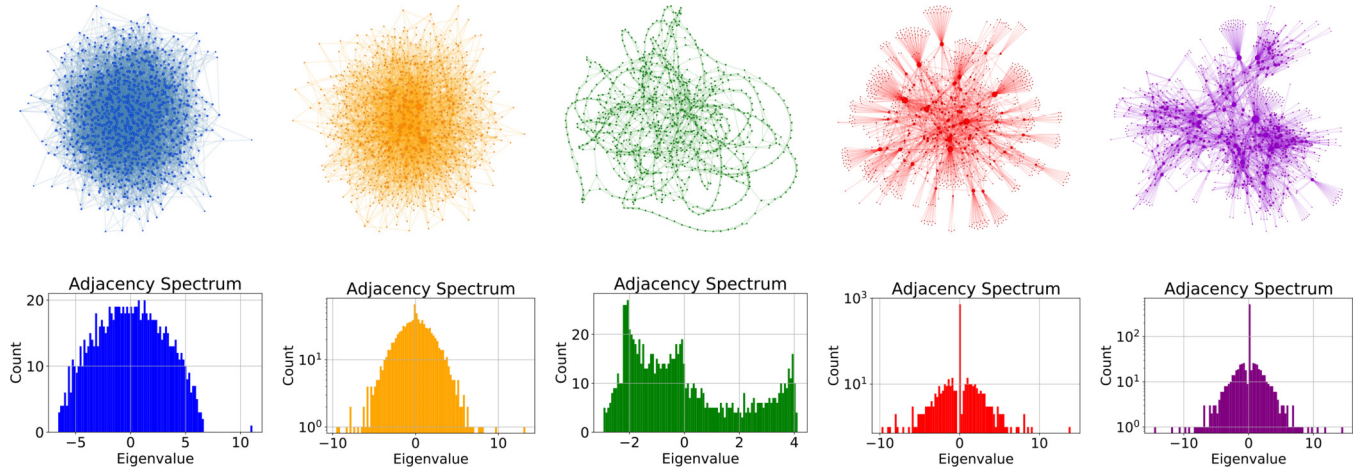 Adjacency Spectrum
20
15
10
5
0
Count
−5 0 5 10
Eigenvalue
Adjacency Spectrum
10¹
10⁰
Count
−10 0 10
Eigenvalue
Adjacency Spectrum
20
10
0
Count
−2 0 2 4
Eigenvalue
Adjacency Spectrum
10³
10¹
Count
−10 0 10
Eigenvalue
Adjacency Spectrum
10²
10¹
10⁰
Count
−10 0 10
Eigenvalue